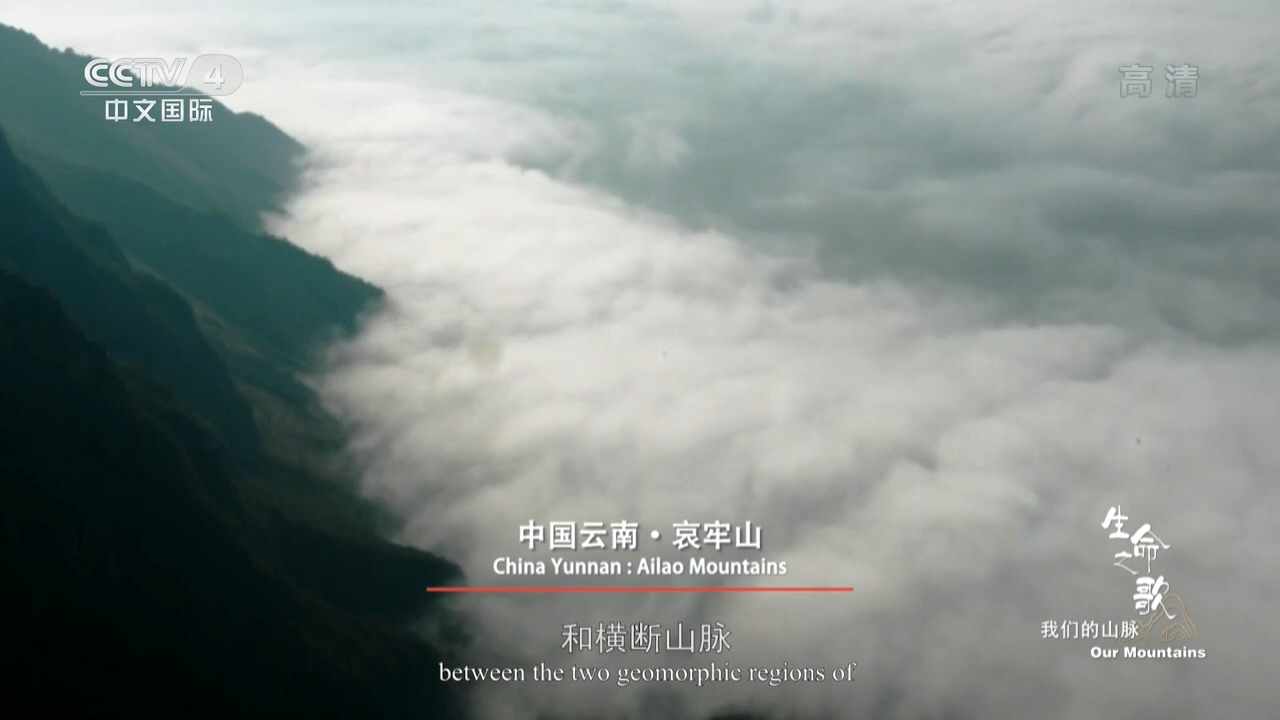 CCTV 4
中文国际
高清
中国云南·哀牢山
China Yunnan : Ailao Mountains
和横断山脉
between the two geomorphic regions of
生命之歌
我们的山脉
Our Mountains